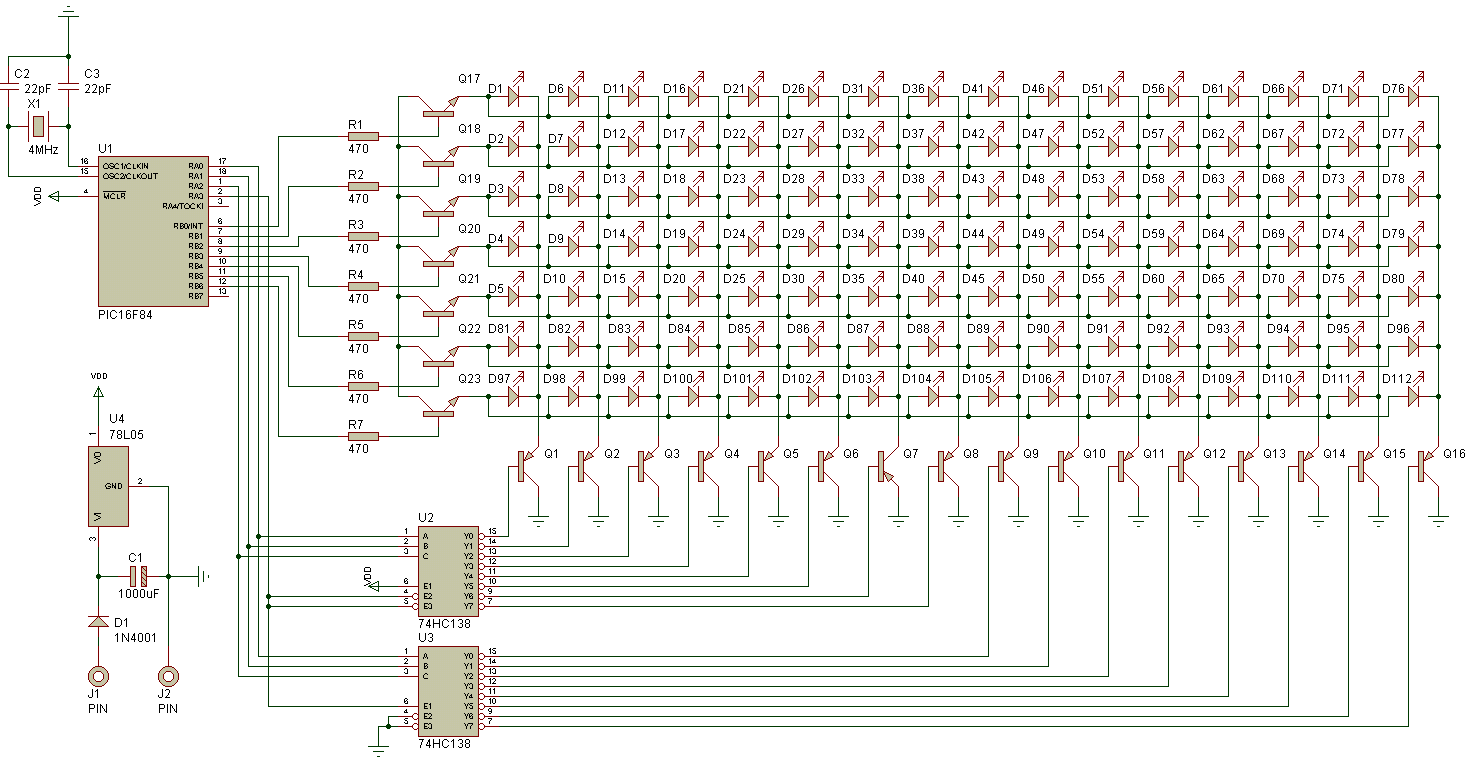 C2
22pF
C3
22pF
X1
4MHz
U1
16 OSC1/CLKIN RA0 17
15 OSC2/CLKOUT RA1 18
RA2 1
VDD 4 MCLR RA3 2
RA4/TOCKI 3
RB0/INT 6
RB1 7
RB2 8
RB3 9
RB4 10
RB5 11
RB6 12
RB7 13
PIC16F84
R1
470
R2
470
R3
470
R4
470
R5
470
R6
470
R7
470
Q17 D1 D6 D11 D16 D21 D26 D31 D36 D41 D46 D51 D56 D61 D66 D71 D76
Q18 D2 D7 D12 D17 D22 D27 D32 D37 D42 D47 D52 D57 D62 D67 D72 D77
Q19 D3 D8 D13 D18 D23 D28 D33 D38 D43 D48 D53 D58 D63 D68 D73 D78
Q20 D4 D9 D14 D19 D24 D29 D34 D39 D44 D49 D54 D59 D64 D69 D74 D79
Q21 D5 D10 D15 D20 D25 D30 D35 D40 D45 D50 D55 D60 D65 D70 D75 D80
Q22 D81 D82 D83 D84 D85 D86 D87 D88 D89 D90 D91 D92 D93 D94 D95 D96
Q23 D97 D98 D99 D100 D101 D102 D103 D104 D105 D106 D107 D108 D109 D110 D111 D112
Q1 Q2 Q3 Q4 Q5 Q6 Q7 Q8 Q9 Q10 Q11 Q12 Q13 Q14 Q15 Q16
VDD
U4
78L05
1
VO
GND 2
VI
3
C1
1000uF
D1
1N4001
J1
PIN
J2
PIN
U2
1 A Y0 15
2 B Y1 14
3 C Y2 13
Y3 12
Y4 11
VDD 6 E1 Y5 10
4 E2 Y6 9
5 E3 Y7 7
74HC138
U3
1 A Y0 15
2 B Y1 14
3 C Y2 13
Y3 12
Y4 11
6 E1 Y5 10
4 E2 Y6 9
5 E3 Y7 7
74HC138